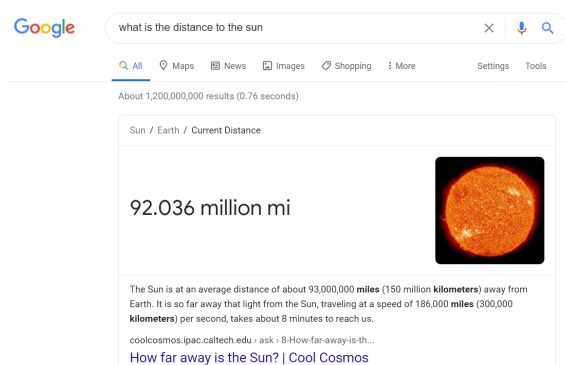 Google
what is the distance to the sun
All Maps News Images Shopping More Settings Tools
About 1,200,000,000 results (0.76 seconds)
Sun / Earth / Current Distance
92.036 million mi
The Sun is at an average distance of about 93,000,000 miles (150 million kilometers) away from
Earth. It is so far away that light from the Sun, traveling at a speed of 186,000 miles (300,000
kilometers) per second, takes about 8 minutes to reach us.
coolcosmos.ipac.caltech.edu › ask › 8-How-far-away-is-th...
How far away is the Sun? | Cool Cosmos